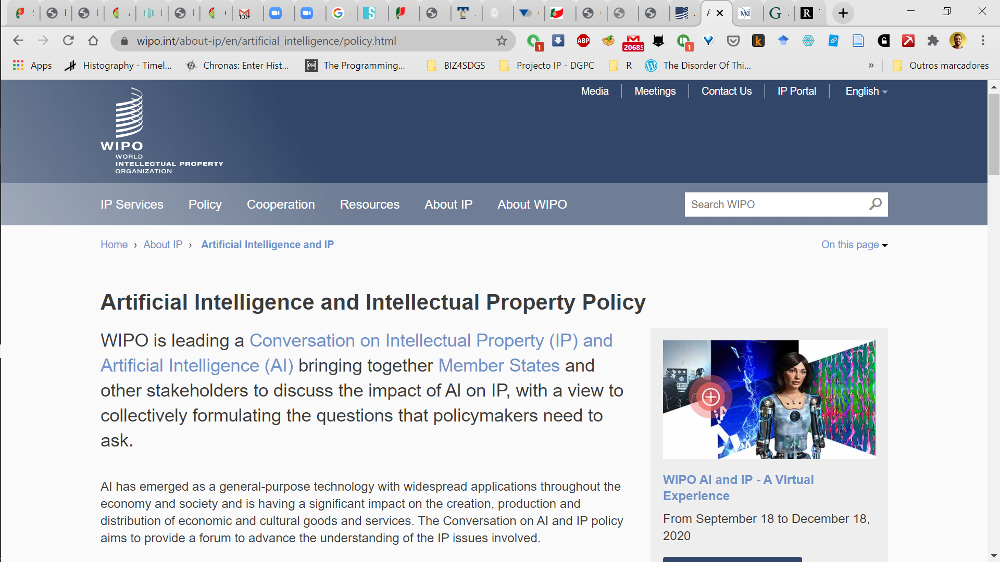 wipo.int/about-ip/en/artificial_intelligence/policy.html
100+
1
ABP
20685
1
Apps
Histography - Timel...
Chronas: Enter Hist...
The Programming...
BIZ4SDGS
Projecto IP - DGPC
R
The Disorder Of Thi...
»
Outros marcadores
Media
Meetings
Contact Us
IP Portal
English
WIPO
WORLD
INTELLECTUAL PROPERTY
ORGANIZATION
IP Services
Policy
Cooperation
Resources
About IP
About WIPO
Search WIPO
Home › About IP › Artificial Intelligence and IP
On this page
Artificial Intelligence and Intellectual Property Policy
WIPO is leading a Conversation on Intellectual Property (IP) and
Artificial Intelligence (AI) bringing together Member States and
other stakeholders to discuss the impact of AI on IP, with a view to
collectively formulating the questions that policymakers need to
ask.
AI has emerged as a general-purpose technology with widespread applications throughout the
economy and society and is having a significant impact on the creation, production and
distribution of economic and cultural goods and services. The Conversation on AI and IP policy
aims to provide a forum to advance the understanding of the IP issues involved.
WIPO AI and IP - A Virtual
Experience
From September 18 to December 18,
2020